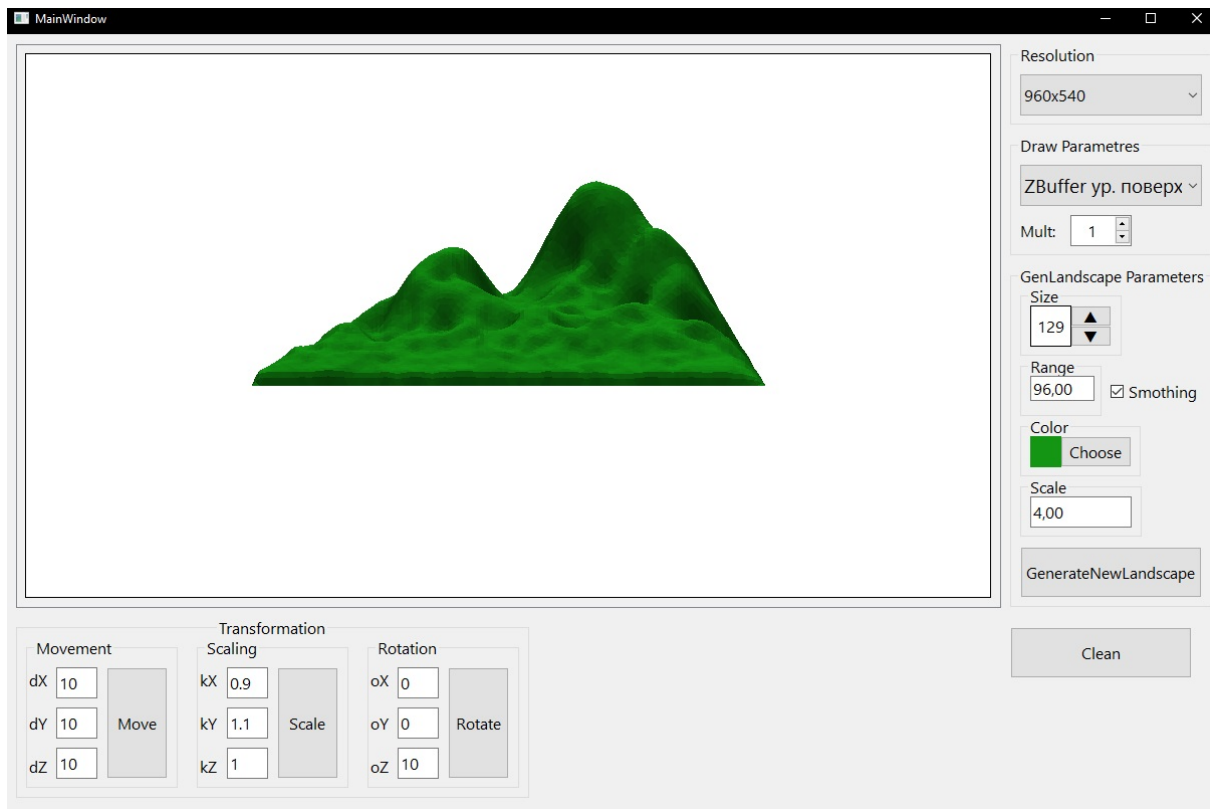 MainWindow
Resolution
960x540
Draw Parametres
ZBuffer ур. поверх
Mult: 1
GenLandscape Parameters
Size
129
Range
96,00 Smothing
Color
Choose
Scale
4,00
GenerateNewLandscape
Clean
Transformation
Movement
dX 10
dY 10
dZ 10
Move
Scaling
kX 0.9
kY 1.1
kZ 1
Scale
Rotation
oX 0
oY 0
oZ 10
Rotate